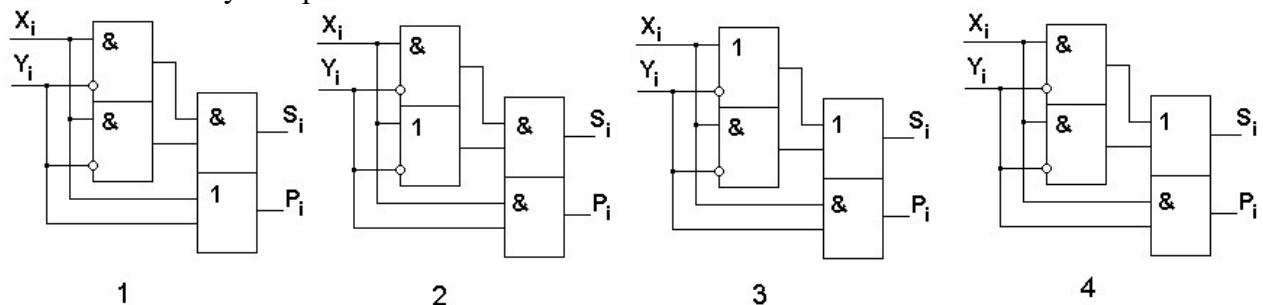 Xi & Xi & Xi 1 Xi &
Yi Yi Yi Yi
& & Si 1 & Si & 1 Si & 1 Si
1 Pi & Pi & Pi & Pi
1 2 3 4